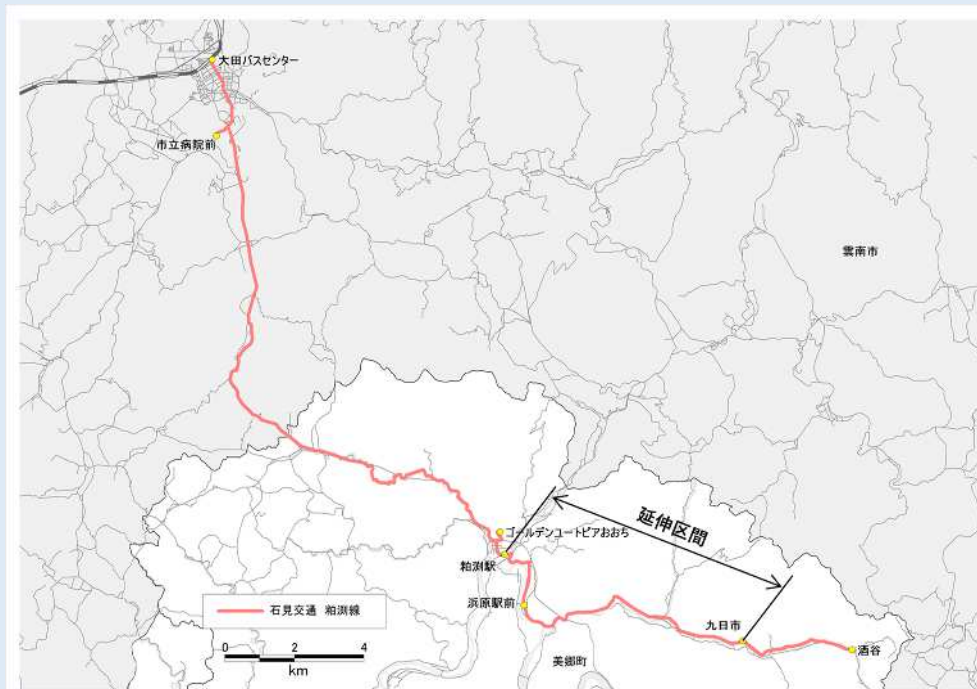 大田バスセンター
市立病院前
雲南市
延伸区間
ゴールデンユートピアおおち
粕渕駅
浜原駅前
石見交通 粕渕線
九日市
酒谷
美郷町
0 2 4
km